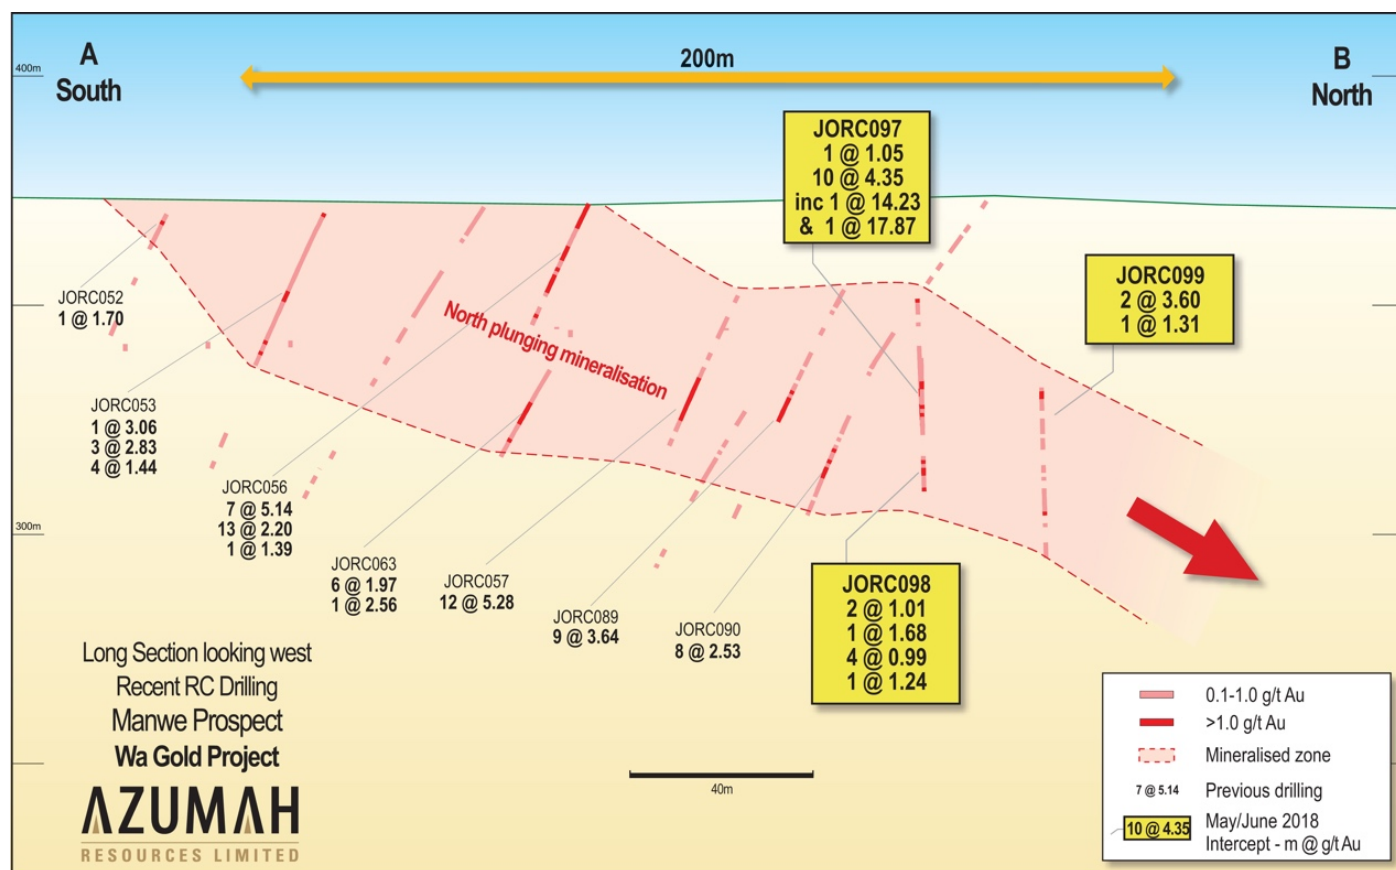 A
South
200m
B
North
400m
300m
JORC097
1 @ 1.05
10 @ 4.35
inc 1 @ 14.23
& 1 @ 17.87
JORC099
2 @ 3.60
1 @ 1.31
JORC052
1 @ 1.70
North plunging mineralisation
JORC053
1 @ 3.06
3 @ 2.83
4 @ 1.44
JORC056
7 @ 5.14
13 @ 2.20
1 @ 1.39
JORC063
6 @ 1.97
1 @ 2.56
JORC057
12 @ 5.28
JORC089
9 @ 3.64
JORC090
8 @ 2.53
JORC098
2 @ 1.01
1 @ 1.68
4 @ 0.99
1 @ 1.24
Long Section looking west
Recent RC Drilling
Manwe Prospect
Wa Gold Project
AZUMAH
RESOURCES LIMITED
40m
0.1-1.0 g/t Au
>1.0 g/t Au
Mineralised zone
7 @ 5.14 Previous drilling
10 @ 4.35 May/June 2018
Intercept - m @ g/t Au